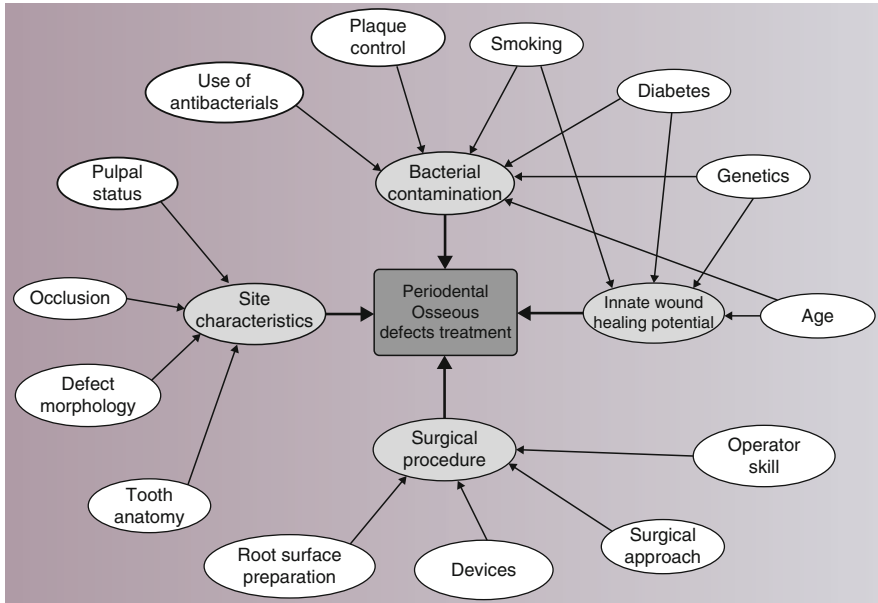 Plaque
control
Smoking
Use of
antibacterials
Diabetes
Bacterial
contamination
Genetics
Pulpal
status
Occlusion
Site
characteristics
Periodental
Osseous
defects treatment
Innate wound
healing potential
Age
Defect
morphology
Surgical
procedure
Operator
skill
Tooth
anatomy
Root surface
preparation
Devices
Surgical
approach